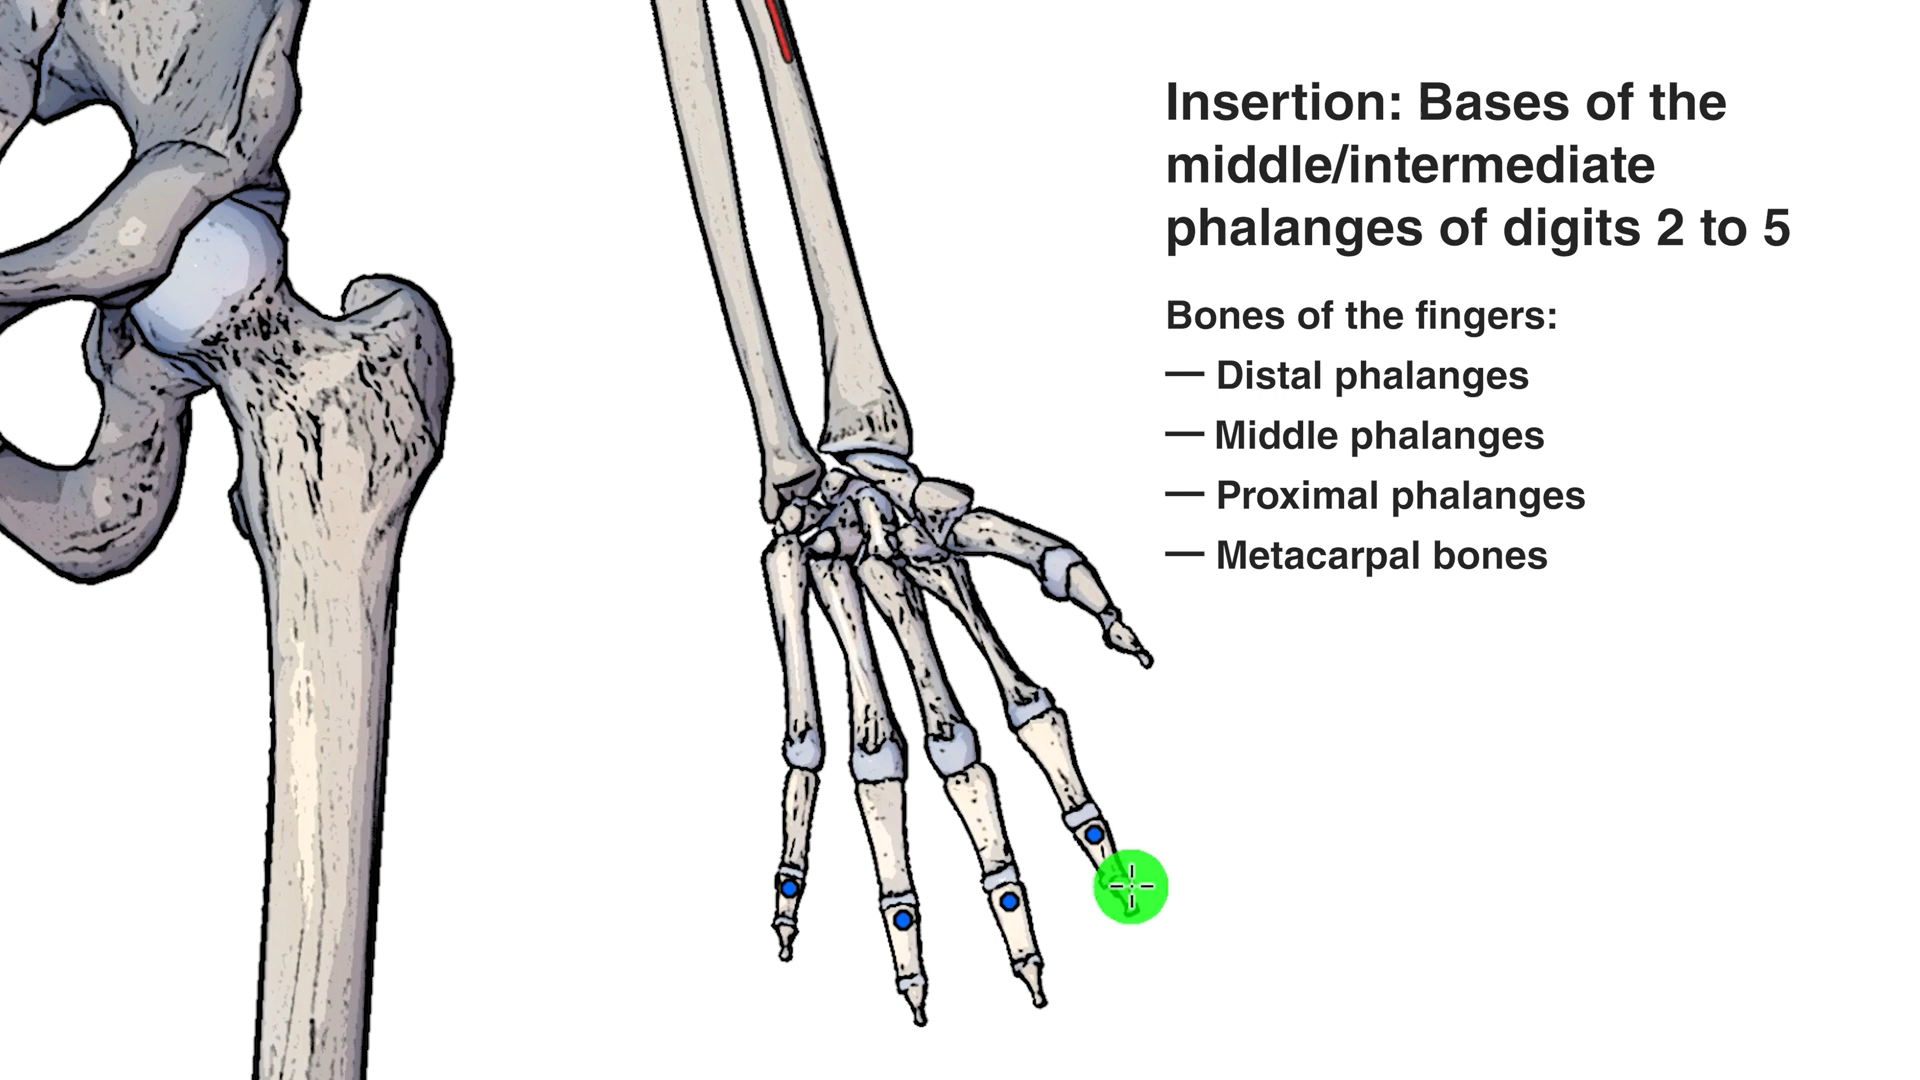 Insertion: Bases of the
middle/intermediate
phalanges of digits 2 to 5
Bones of the fingers:
— Distal phalanges
— Middle phalanges
— Proximal phalanges
— Metacarpal bones